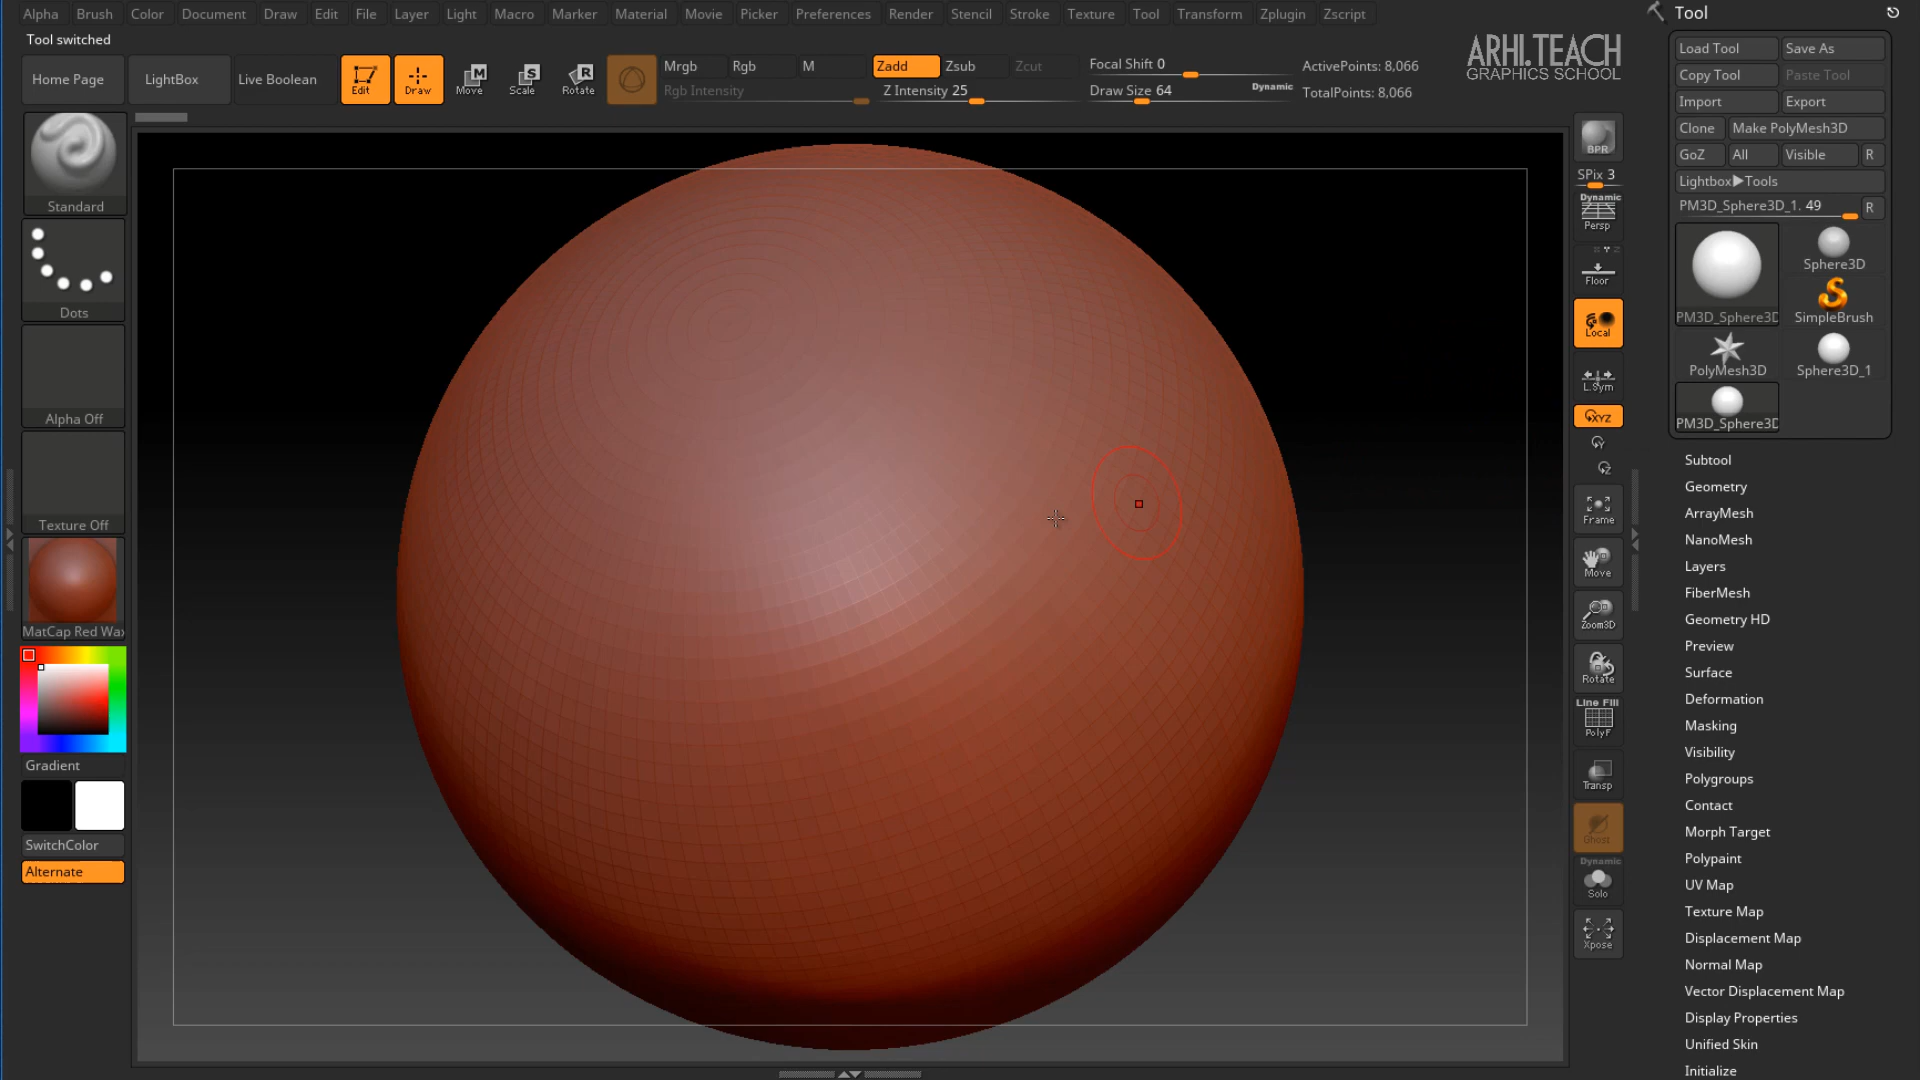 Alpha Brush Color Document Draw Edit File Layer Light Macro Marker Material Movie Picker Preferences Render Stencil Stroke Texture Tool Transform Zplugin Zscript
Tool
Tool switched
Home Page
LightBox
Live Boolean
Edit
Draw
Move
Scale
Rotate
Mrgb Rgb M
Rgb Intensity
Zadd Zsub Zcut
Z Intensity 25
Focal Shift 0
Draw Size 64
Dynamic
ActivePoints: 8,066
TotalPoints: 8,066
ARHI.TEACH
GRAPHICS SCHOOL
Standard
Dots
Alpha Off
Texture Off
MatCap Red Wax
Gradient
SwitchColor
Alternate
BPR
SPix 3
Dynamic
Persp
Floor
Local
L.Sym
XYZ
Y
Z
Frame
Move
Zoom3D
Rotate
Line Fill
PolyF
Transp
Ghost
Dynamic
Solo
Xpose
Load Tool Save As
Copy Tool Paste Tool
Import Export
Clone Make PolyMesh3D
GoZ All Visible R
Lightbox▶Tools
PM3D_Sphere3D_1. 49 R
PM3D_Sphere3D
Sphere3D
SimpleBrush
PolyMesh3D
Sphere3D_1
PM3D_Sphere3D
Subtool
Geometry
ArrayMesh
NanoMesh
Layers
FiberMesh
Geometry HD
Preview
Surface
Deformation
Masking
Visibility
Polygroups
Contact
Morph Target
Polypaint
UV Map
Texture Map
Displacement Map
Normal Map
Vector Displacement Map
Display Properties
Unified Skin
Initialize